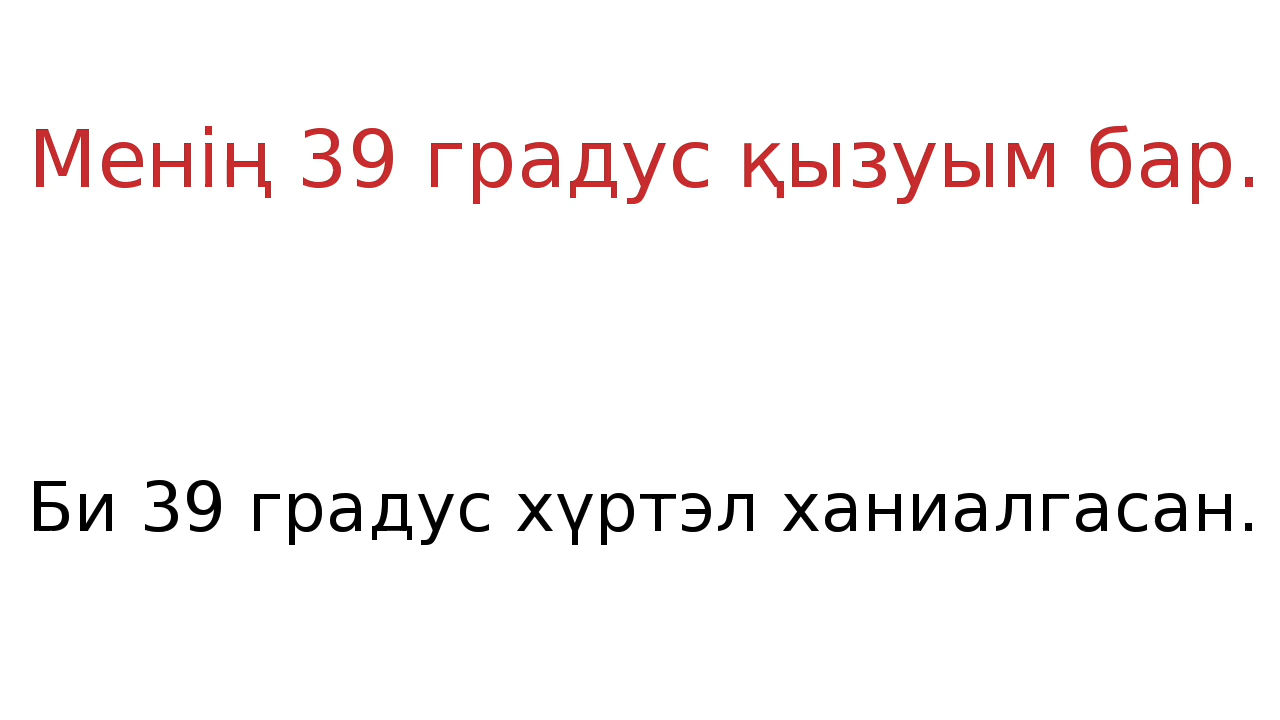 Менің 39 градус қызуым бар.
Би 39 градус хүртэл ханиалгасан.